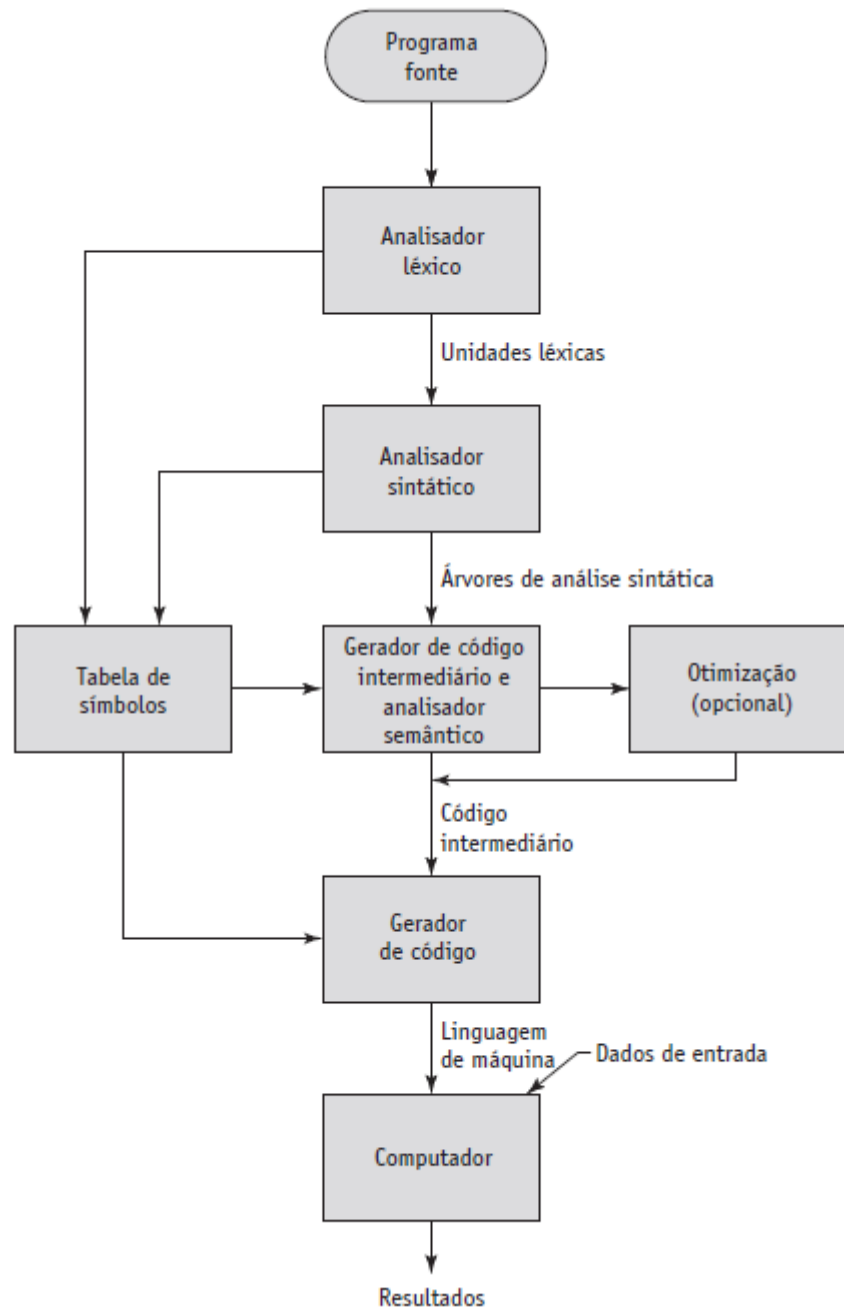 Programa
fonte
Analisador
léxico
Unidades léxicas
Analisador
sintático
Árvores de análise sintática
Tabela de
símbolos
Gerador de código
intermediário e
analisador
semântico
Otimização
(opcional)
Código
intermediário
Gerador
de código
Linguagem
de máquina
Dados de entrada
Computador
Resultados